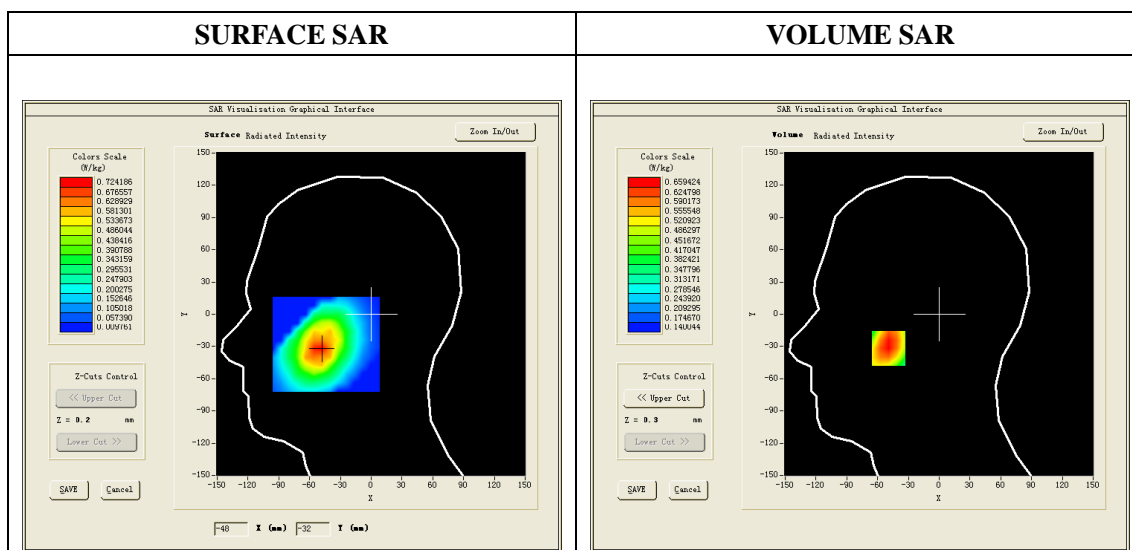 SURFACE SAR
SAR Visualisation Graphical Interface
Surface Radiated Intensity
Zoom In/Out
Colors Scale
(W/kg)
0.724186
0.676557
0.628929
0.581301
0.533673
0.486044
0.438416
0.390788
0.343159
0.295531
0.247903
0.200275
0.152646
0.105018
0.057390
0.009761
Z-Cuts Control
<< Upper Cut
Z = 0.2 mm
Lower Cut >>
SAVE Cancel
150
120
90
60
30
0
-30
-60
-90
-120
-150
Y
-150 -120 -90 -60 -30 0 30 60 90 120 150
X
-48 X (mm) -32 Y (mm)
VOLUME SAR
SAR Visualisation Graphical Interface
Volume Radiated Intensity
Zoom In/Out
Colors Scale
(W/kg)
0.659424
0.624798
0.590173
0.555548
0.520923
0.486297
0.451672
0.417047
0.382421
0.347796
0.313171
0.278546
0.243920
0.209295
0.174670
0.140044
Z-Cuts Control
<< Upper Cut
Z = 0.3 mm
Lower Cut >>
SAVE Cancel
150
120
90
60
30
0
-30
-60
-90
-120
-150
Y
-150 -120 -90 -60 -30 0 30 60 90 120 150
X